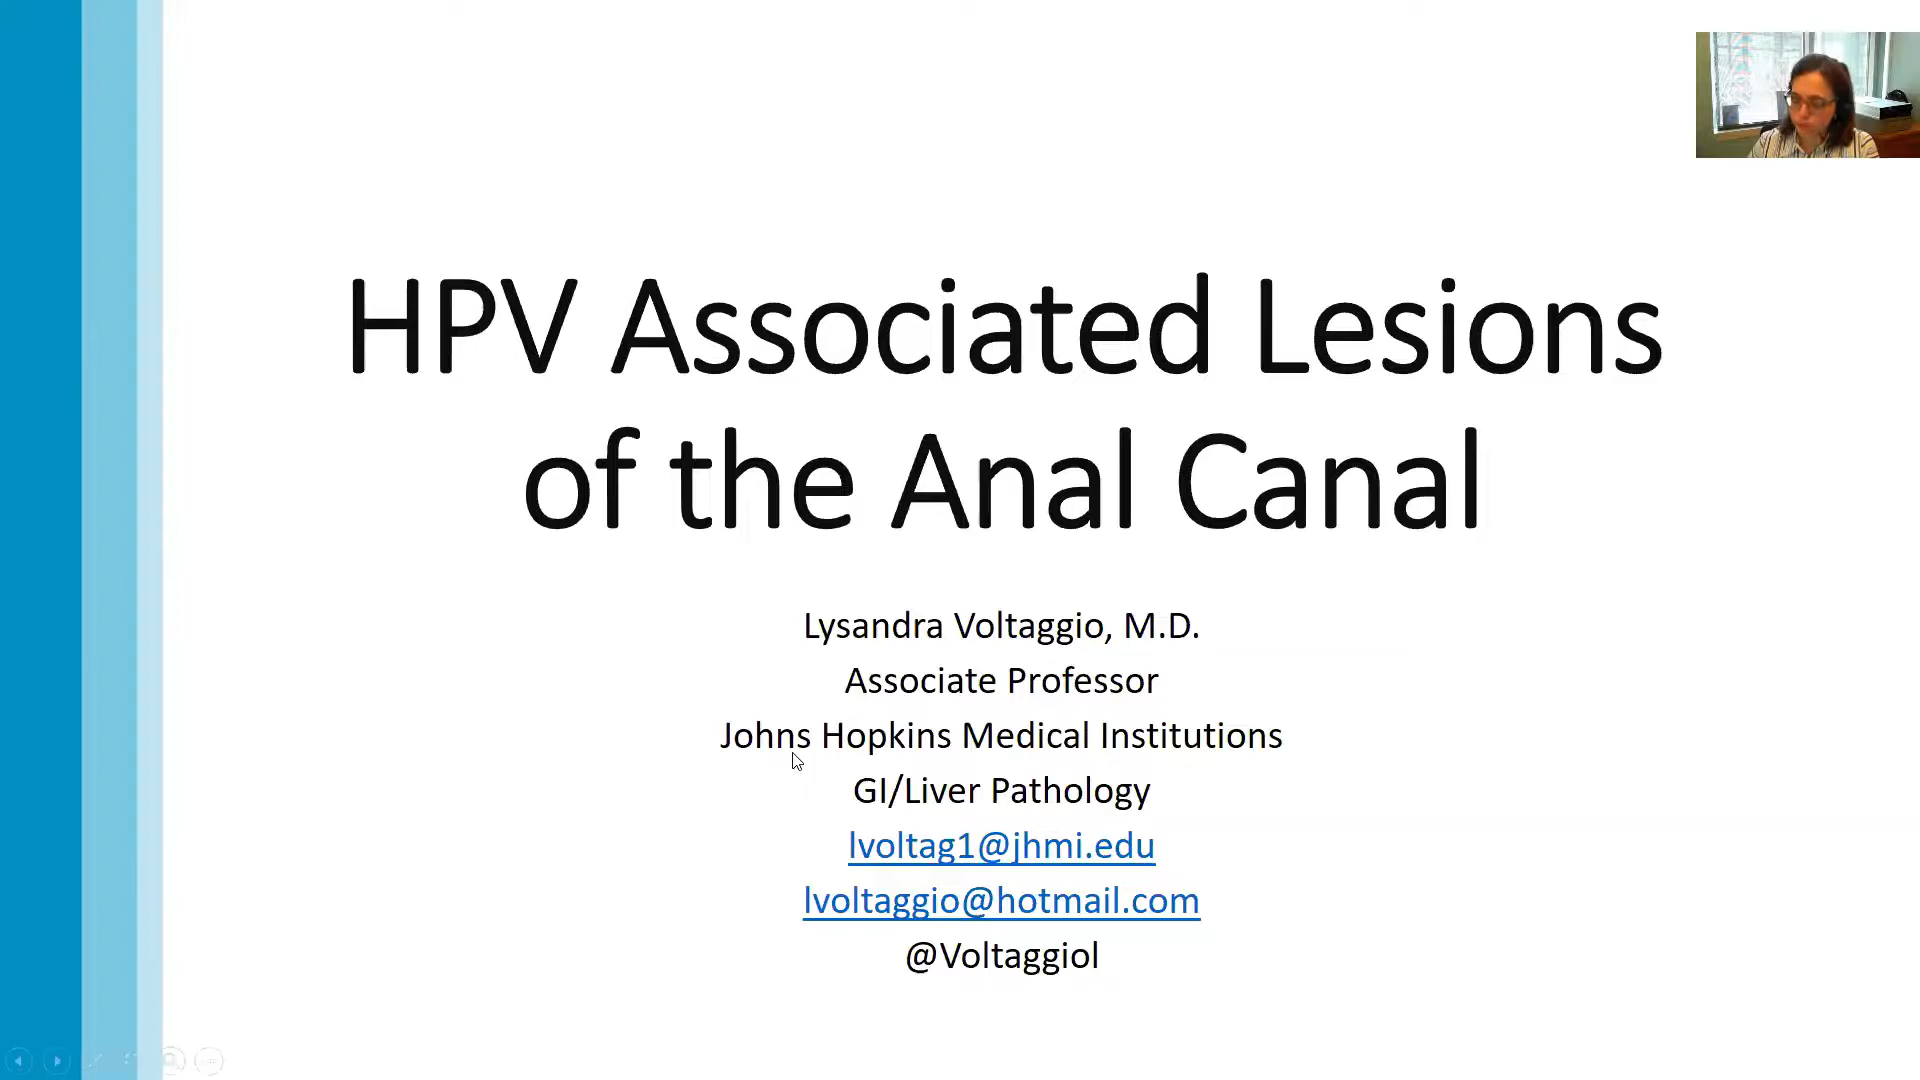 HPV Associated Lesions
of the Anal Canal
Lysandra Voltaggio, M.D.
Associate Professor
Johns Hopkins Medical Institutions
GI/Liver Pathology
lvoltag1@jhmi.edu
lvoltaggio@hotmail.com
@Voltaggiol